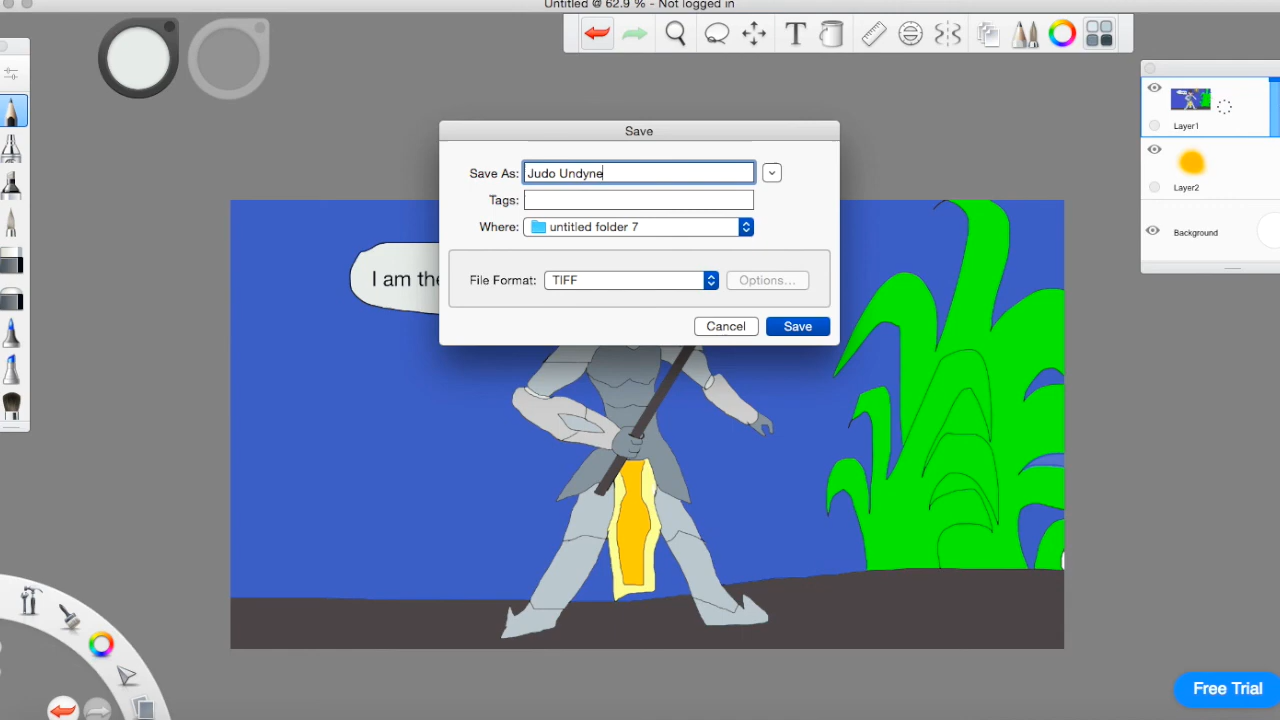 Untitled @ 62.9 % - Not logged in
T
Save
Save As: Judo Undyne
Tags:
Where: untitled folder 7
File Format: TIFF Options...
Cancel Save
I am the
Layer1
Layer2
Background
Free Trial